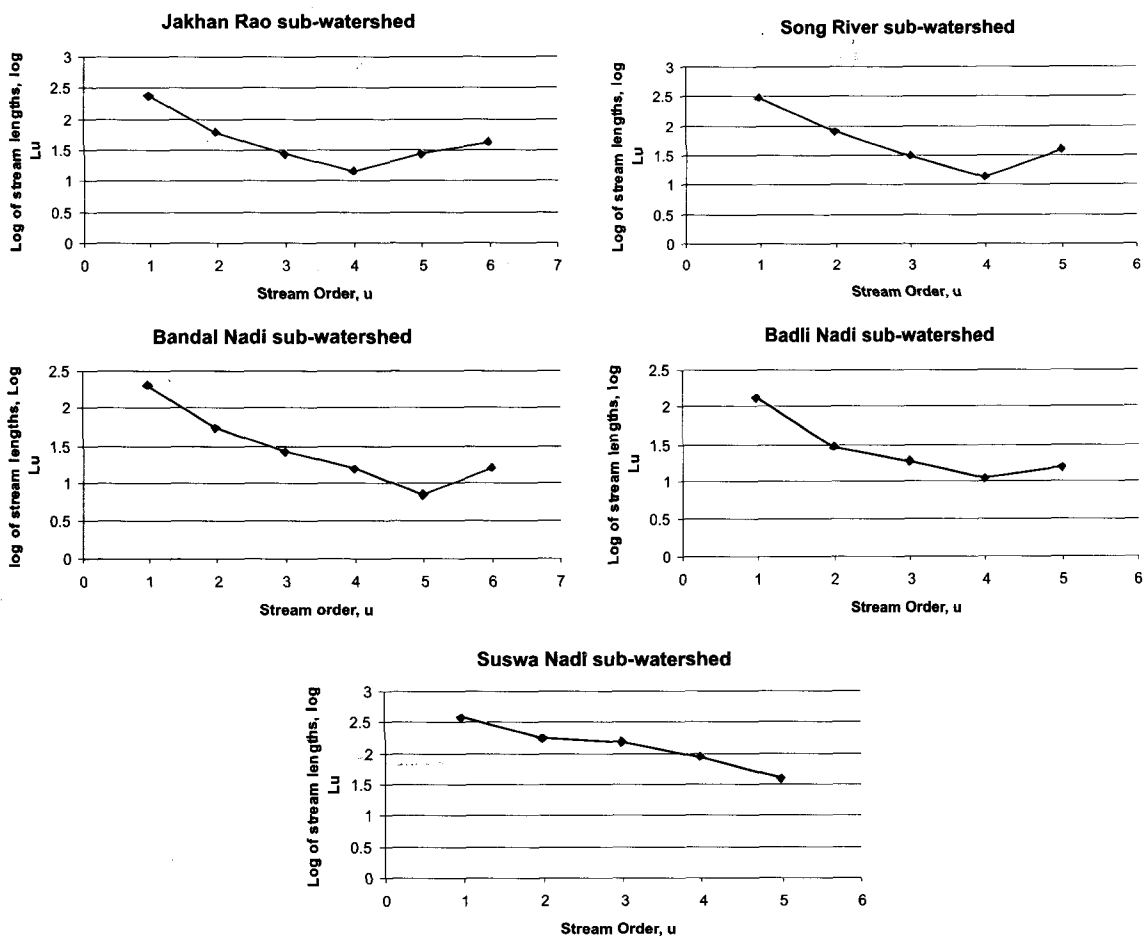 Jakhan Rao sub-watershed
Log of stream lengths, log
Lu
3
2.5
2
1.5
1
0.5
0
0 1 2 3 4 5 6 7
Stream Order, u
Song River sub-watershed
Log of stream lengths, log
Lu
3
2.5
2
1.5
1
0.5
0
0 1 2 3 4 5 6
Stream Order, u
Bandal Nadi sub-watershed
log of stream lengths, Log
Lu
2.5
2
1.5
1
0.5
0
0 1 2 3 4 5 6 7
Stream order, u
Badli Nadi sub-watershed
Log of stream lengths, log
Lu
2.5
2
1.5
1
0.5
0
0 1 2 3 4 5 6
Stream Order, u
Suswa Nadi sub-watershed
Log of stream lengths, log
Lu
3
2.5
2
1.5
1
0.5
0
0 1 2 3 4 5 6
Stream Order, u